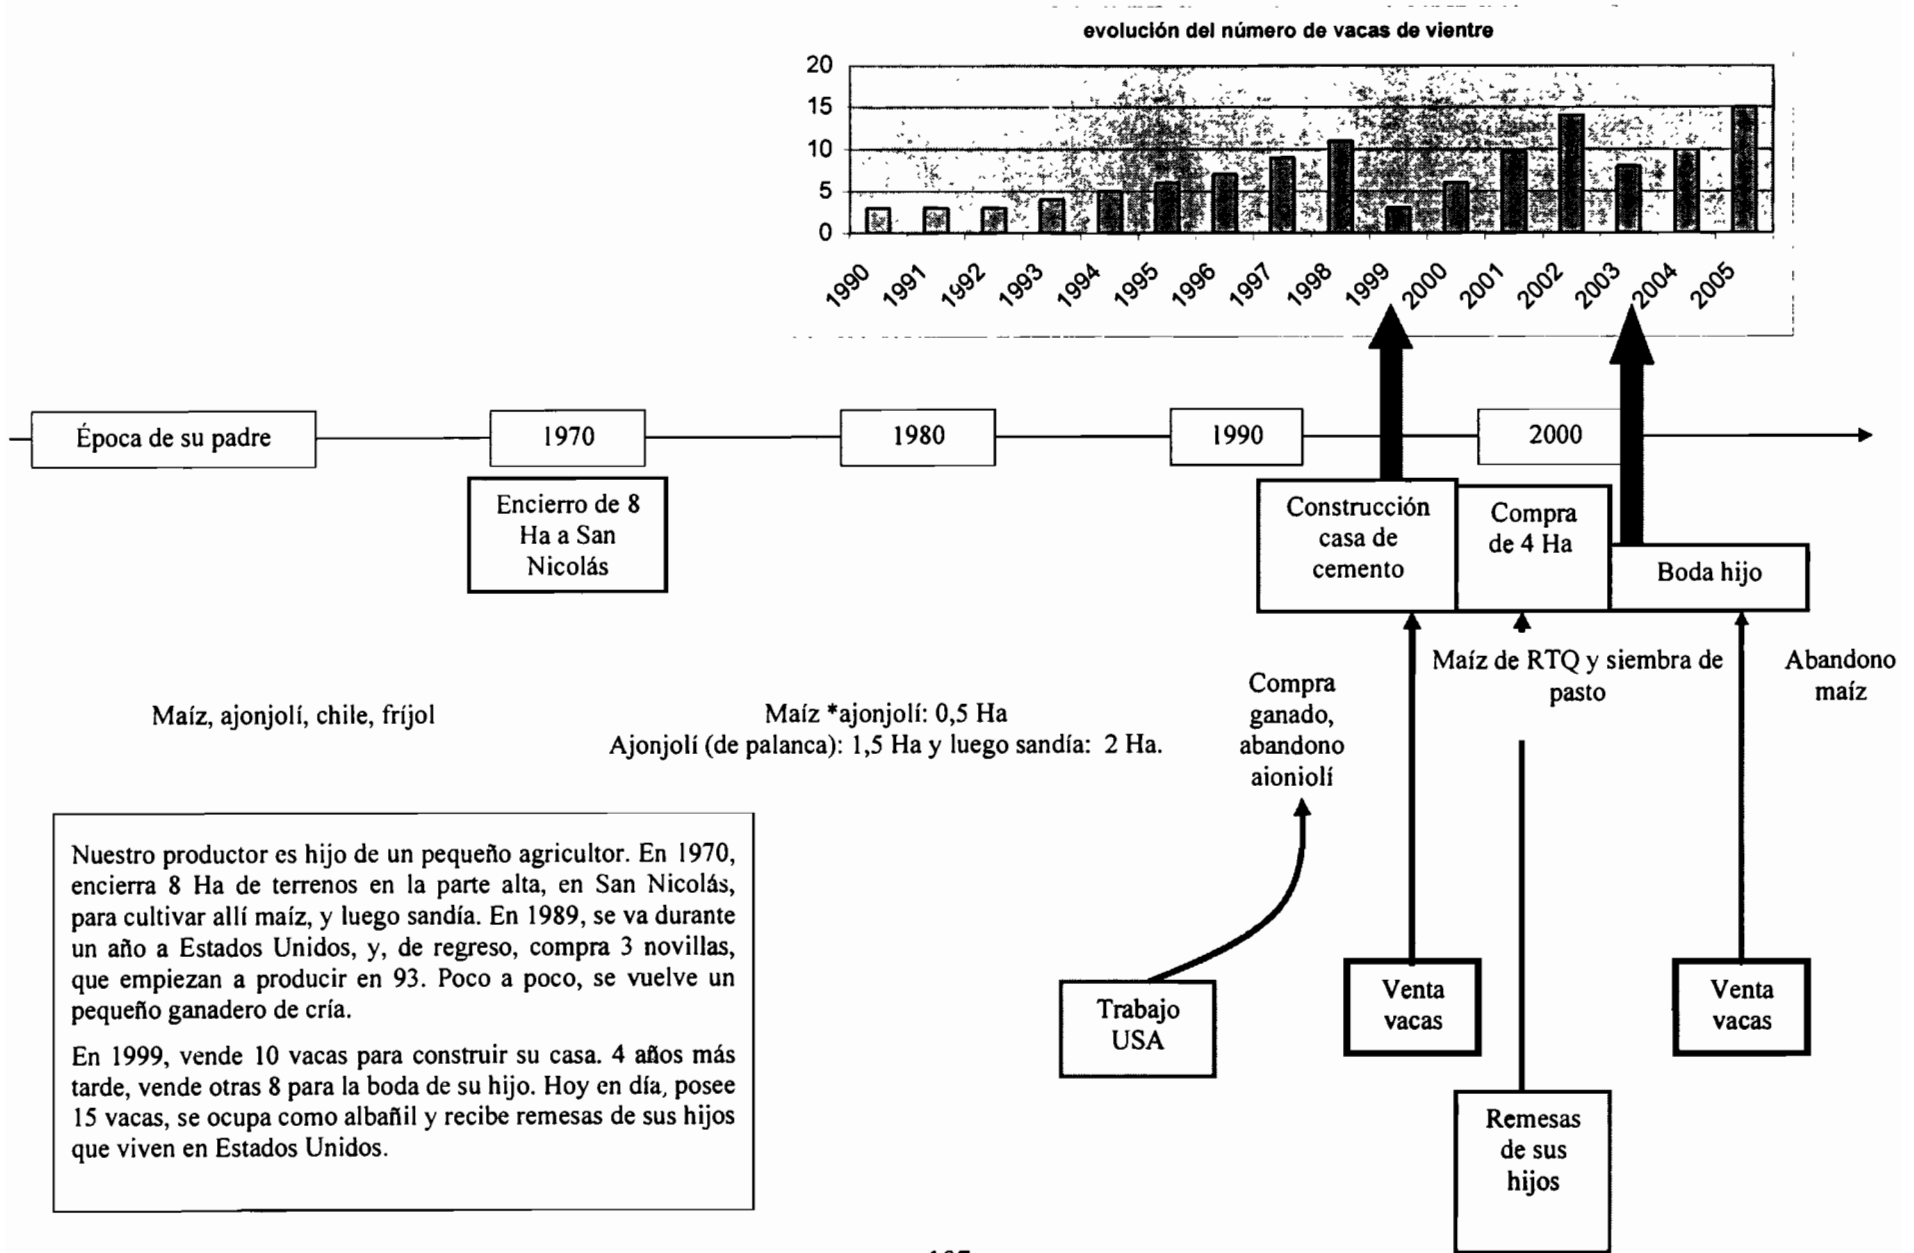 evolución del número de vacas de vientre
20
15
10
5
0
1990
1991
1992
1993
1994
1995
1996
1997
1998
1999
2000
2001
2002
2003
2004
2005
Época de su padre
1970
1980
1990
2000
Encierro de 8
Ha a San
Nicolás
Construcción
casa de
cemento
Compra
de 4 Ha
Boda hijo
Maíz, ajonjolí, chile, fríjol
Maíz *ajonjolí: 0,5 Ha
Ajonjolí (de palanca): 1,5 Ha y luego sandía: 2 Ha.
Compra
ganado,
abandono
aioniolí
Maíz de RTQ y siembra de
pasto
Abandono
maíz
Nuestro productor es hijo de un pequeño agricultor. En 1970,
encierra 8 Ha de terrenos en la parte alta, en San Nicolás,
para cultivar allí maíz, y luego sandía. En 1989, se va durante
un año a Estados Unidos, y, de regreso, compra 3 novillas,
que empiezan a producir en 93. Poco a poco, se vuelve un
pequeño ganadero de cría.
En 1999, vende 10 vacas para construir su casa. 4 años más
tarde, vende otras 8 para la boda de su hijo. Hoy en día, posee
15 vacas, se ocupa como albañil y recibe remesas de sus hijos
que viven en Estados Unidos.
Trabajo
USA
Venta
vacas
Venta
vacas
Remesas
de sus
hijos